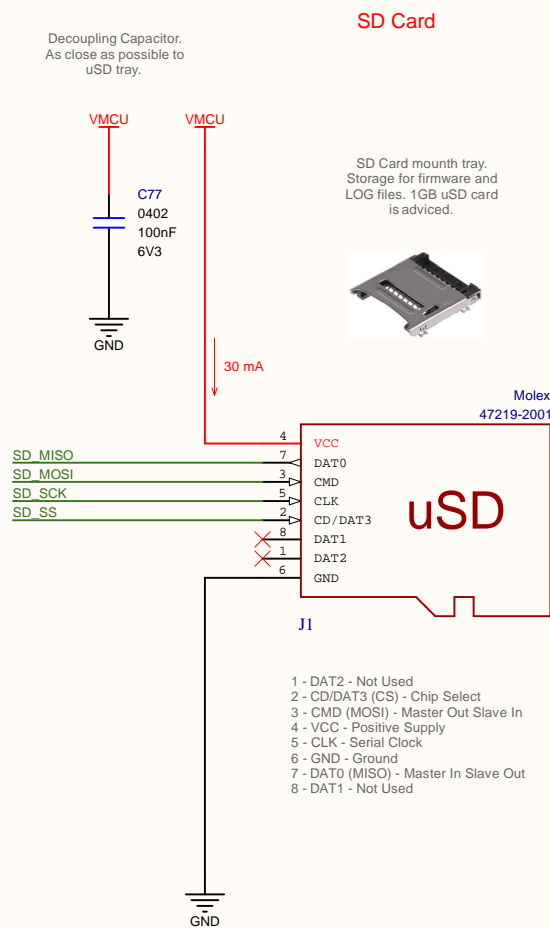 SD Card
Decoupling Capacitor.
As close as possible to
uSD tray.
VMCU
VMCU
C77
0402
100nF
6V3
GND
SD Card mounth tray.
Storage for firmware and
LOG files. 1GB uSD card
is adviced.
30 mA
Molex
47219-2001
4 VCC
SD_MISO 7 DAT0
SD_MOSI 3 CMD
SD_SCK 5 CLK
SD_SS 2 CD/DAT3
8 DAT1
1 DAT2
6 GND
uSD
J1
1 - DAT2 - Not Used
2 - CD/DAT3 (CS) - Chip Select
3 - CMD (MOSI) - Master Out Slave In
4 - VCC - Positive Supply
5 - CLK - Serial Clock
6 - GND - Ground
7 - DAT0 (MISO) - Master In Slave Out
8 - DAT1 - Not Used
GND